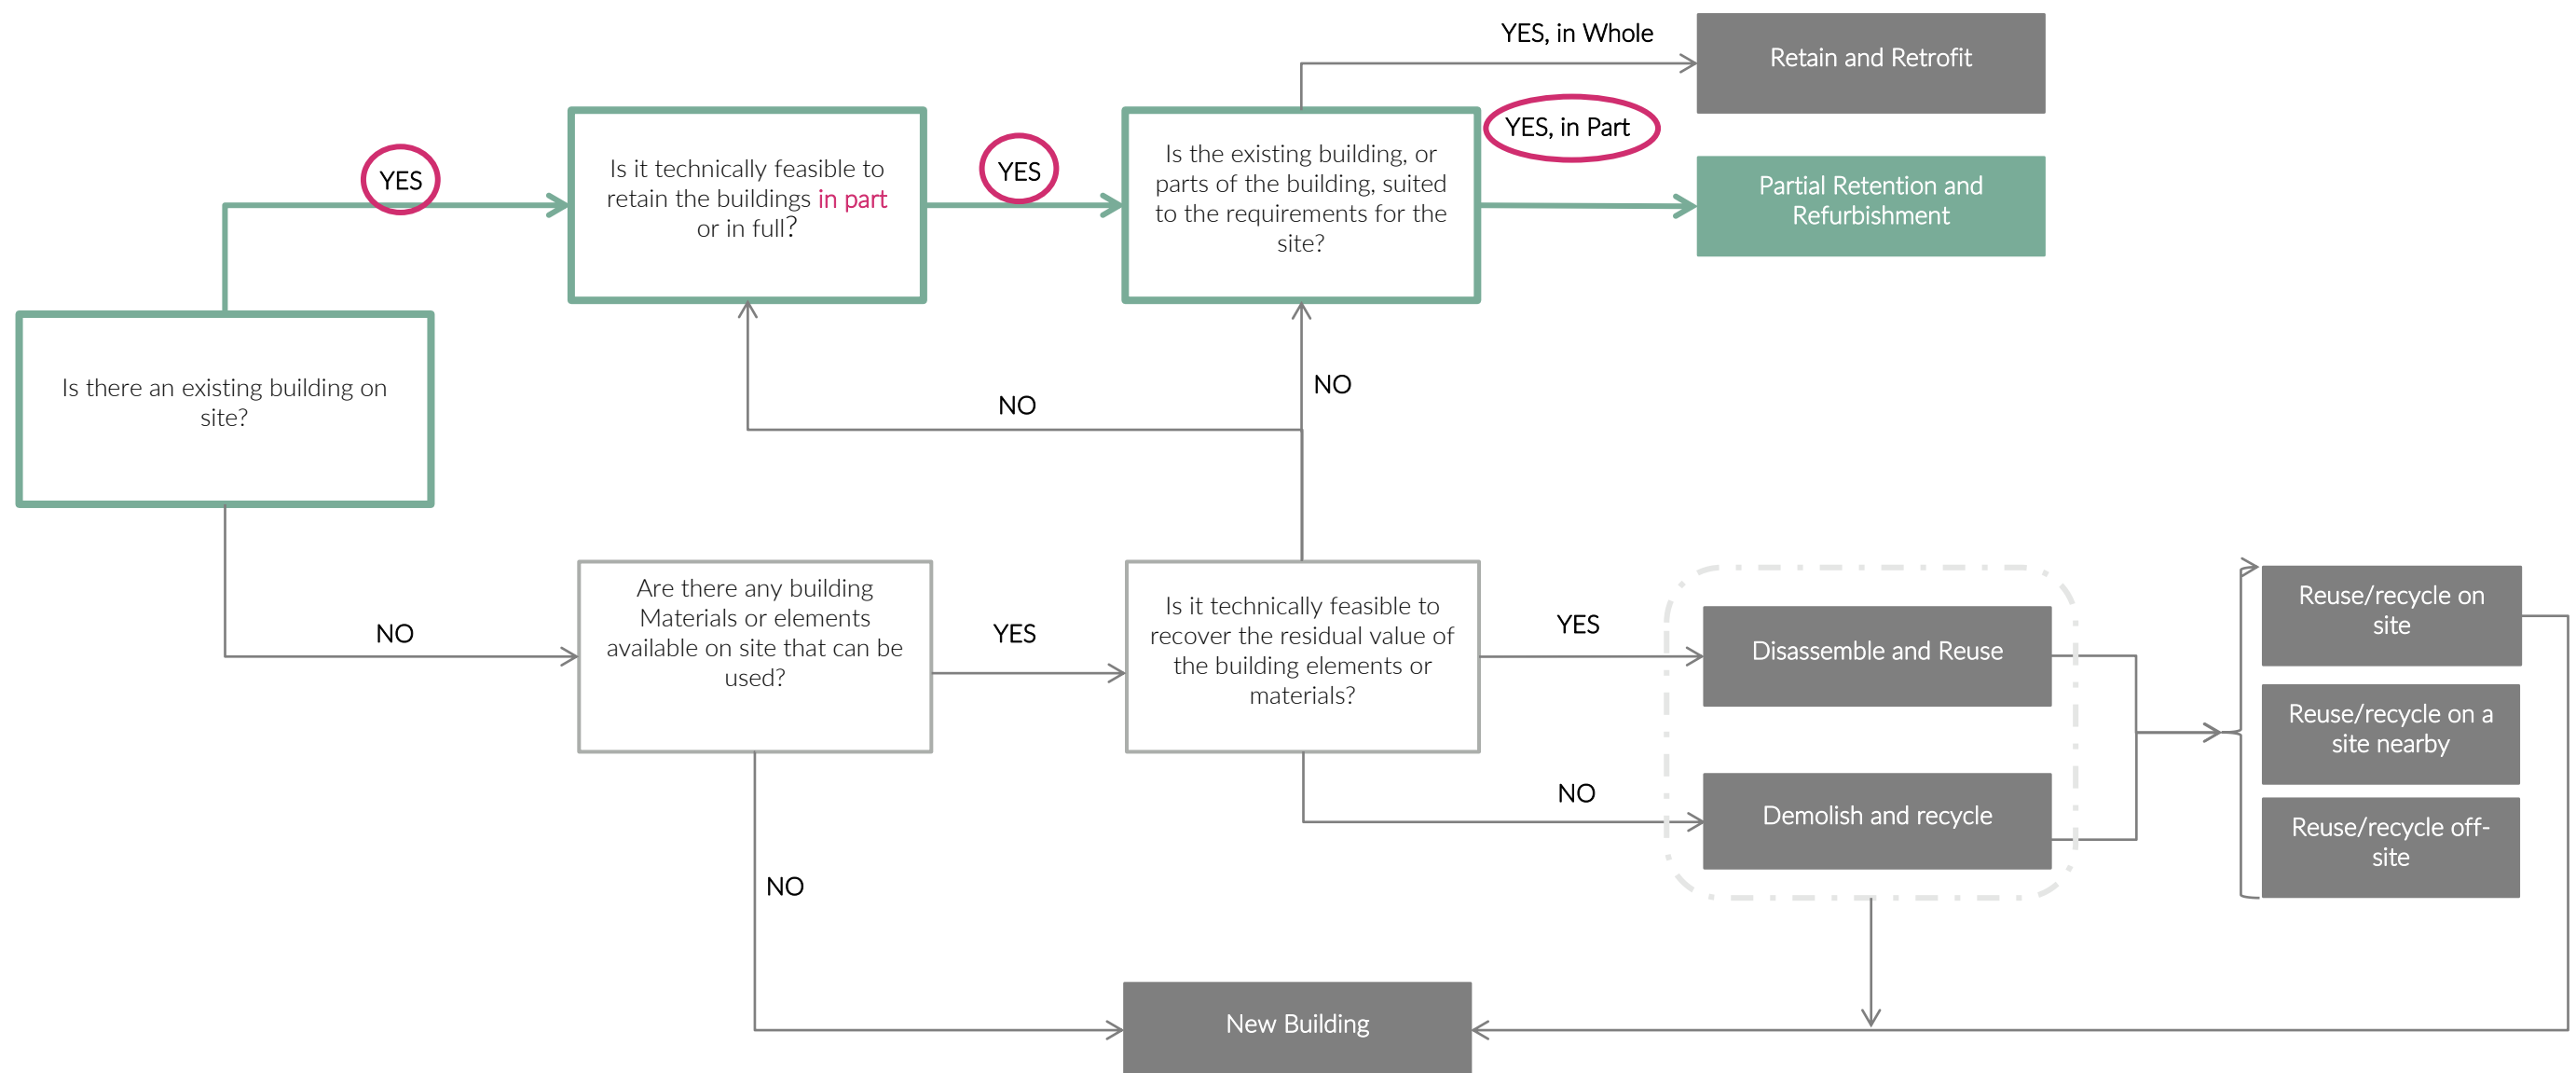 YES, in Whole
Retain and Retrofit
YES
Is it technically feasible to
retain the buildings in part
or in full?
YES
Is the existing building, or
parts of the building, suited
to the requirements for the
site?
YES, in Part
Partial Retention and
Refurbishment
Is there an existing building on
site?
NO
NO
NO
Are there any building
Materials or elements
available on site that can be
used?
YES
Is it technically feasible to
recover the residual value of
the building elements or
materials?
YES
Disassemble and Reuse
NO
Demolish and recycle
Reuse/recycle on
site
Reuse/recycle on a
site nearby
Reuse/recycle off-
site
NO
New Building